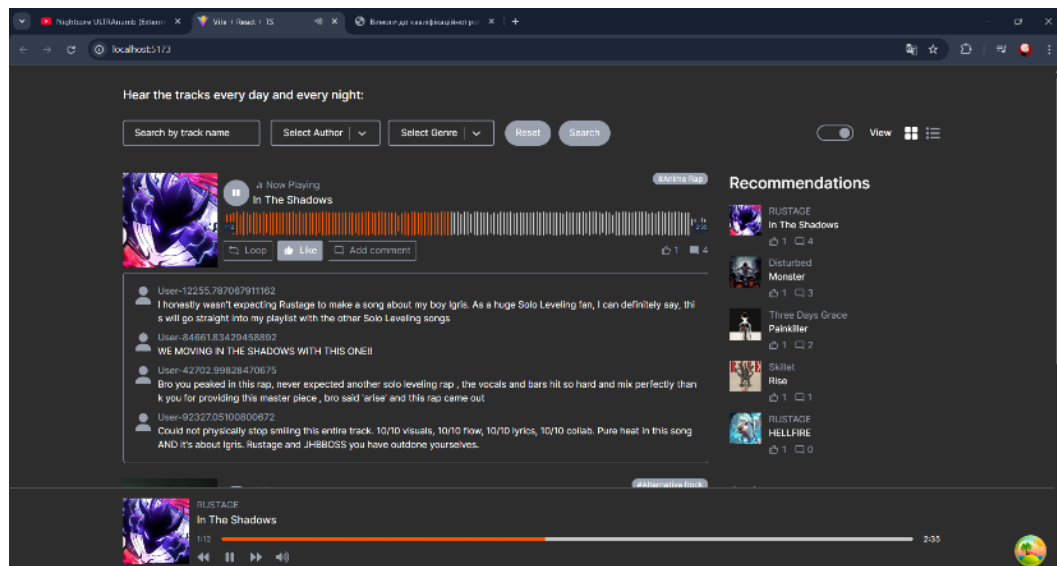 Nightcore ULTRAnumb (Extern
Vite + React + TS
Вимоги до кваліфікаційної ро
localhost:5173
Hear the tracks every day and every night:
Search by track name
Select Author
Select Genre
Reset
Search
View
Now Playing
#Anime Rap
In The Shadows
1:12
2:35
Loop
Like
Add comment
1
4
User-12255.787067911162
I honestly wasn't expecting Rustage to make a song about my boy Igris. As a huge Solo Leveling fan, I can definitely say, thi
s will go straight into my playlist with the other Solo Leveling songs
User-84661.83429458892
WE MOVING IN THE SHADOWS WITH THIS ONE!!
User-42702.99828470675
Bro you peaked in this rap, never expected another solo leveling rap , the vocals and bars hit so hard and mix perfectly than
k you for providing this master piece , bro said 'arise' and this rap came out
User-92327.05100800672
Could not physically stop smiling this entire track. 10/10 visuals, 10/10 flow, 10/10 lyrics, 10/10 collab. Pure heat in this song
AND it's about Igris. Rustage and JHBBOSS you have outdone yourselves.
#Alternative Rock
Recommendations
RUSTAGE
In The Shadows
1 4
Disturbed
Monster
1 3
Three Days Grace
Painkiller
1 2
Skillet
Rise
1 1
RUSTAGE
HELLFIRE
1 0
RUSTAGE
In The Shadows
1:12
2:35